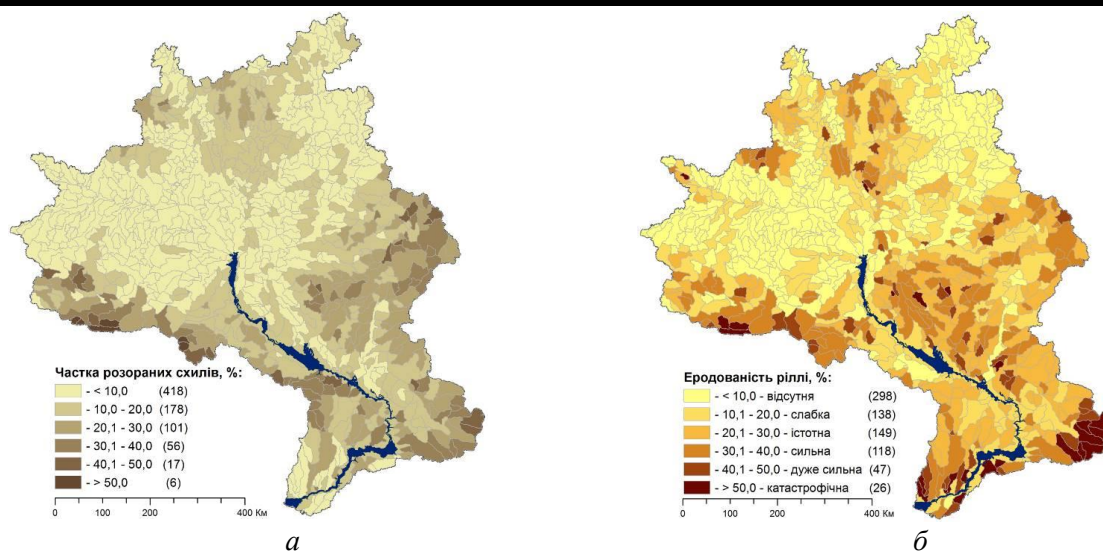 Частка розораних схилів, %:
- < 10,0 (418)
- 10,0 - 20,0 (178)
- 20,1 - 30,0 (101)
- 30,1 - 40,0 (56)
- 40,1 - 50,0 (17)
- > 50,0 (6)
0 100 200 400 Км
а
Еродованість ріллі, %:
- < 10,0 - відсутня (298)
- 10,1 - 20,0 - слабка (138)
- 20,1 - 30,0 - істотна (149)
- 30,1 - 40,0 - сильна (118)
- 40,1 - 50,0 - дуже сильна (47)
- > 50,0 - катастрофічна (26)
0 100 200 400 Км
б